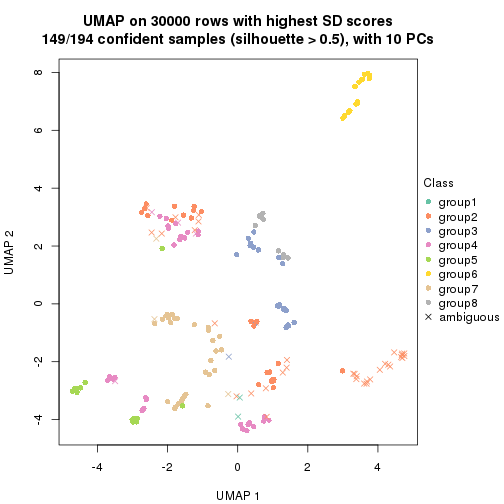 UMAP on 30000 rows with highest SD scores
149/194 confident samples (silhouette > 0.5), with 10 PCs
8
6
4
2
0
-2
-4
UMAP 2
-4
-2
0
2
4
UMAP 1
Class
group1
group2
group3
group4
group5
group6
group7
group8
ambiguous